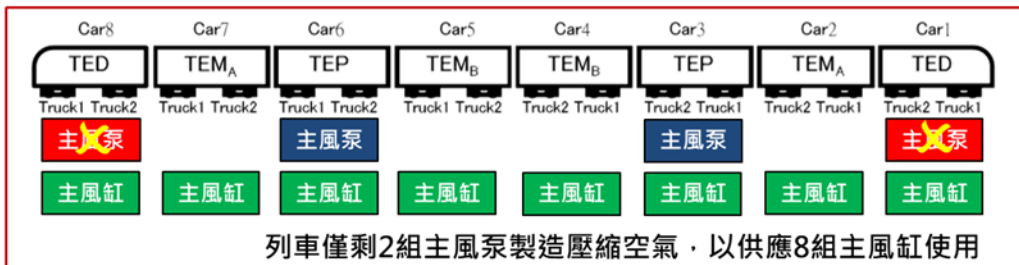 Car8 Car7 Car6 Car5 Car4 Car3 Car2 Car1
TED TEMA TEP TEMB TEMB TEP TEMA TED
Truck1 Truck2 Truck1 Truck2 Truck1 Truck2 Truck1 Truck2 Truck2 Truck1 Truck2 Truck1 Truck2 Truck1 Truck2 Truck1
主風泵 主風泵 主風泵 主風泵
主風缸 主風缸 主風缸 主風缸 主風缸 主風缸 主風缸 主風缸
列車僅剩2組主風泵製造壓縮空氣，以供應8組主風缸使用